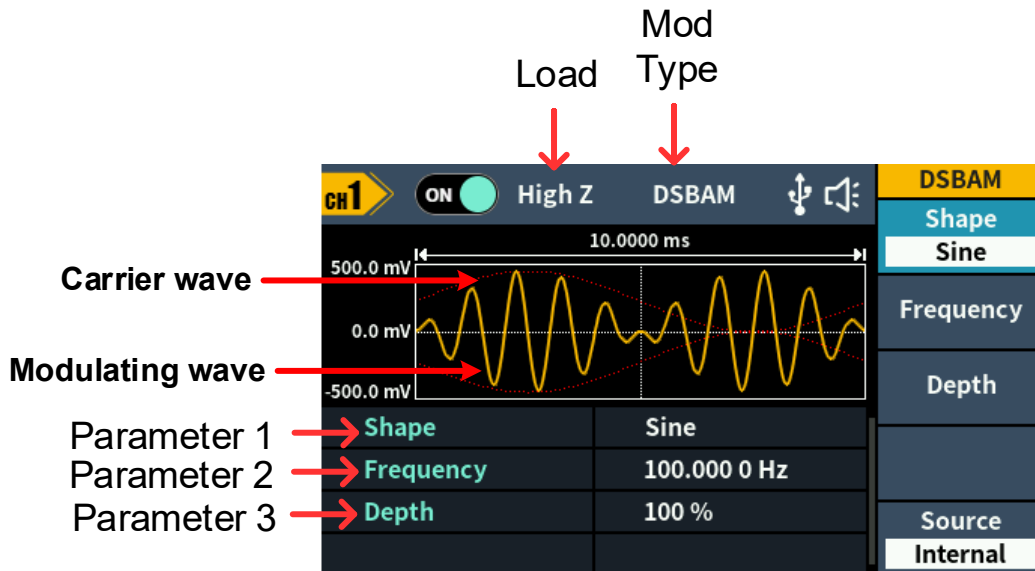 Mod
Type
Load
CH1
ON
High Z
DSBAM
DSBAM
Shape
Sine
Frequency
Depth
Source
Internal
10.0000 ms
500.0 mV
0.0 mV
-500.0 mV
Carrier wave
Modulating wave
Parameter 1
Shape
Sine
Parameter 2
Frequency
100.000 0 Hz
Parameter 3
Depth
100 %